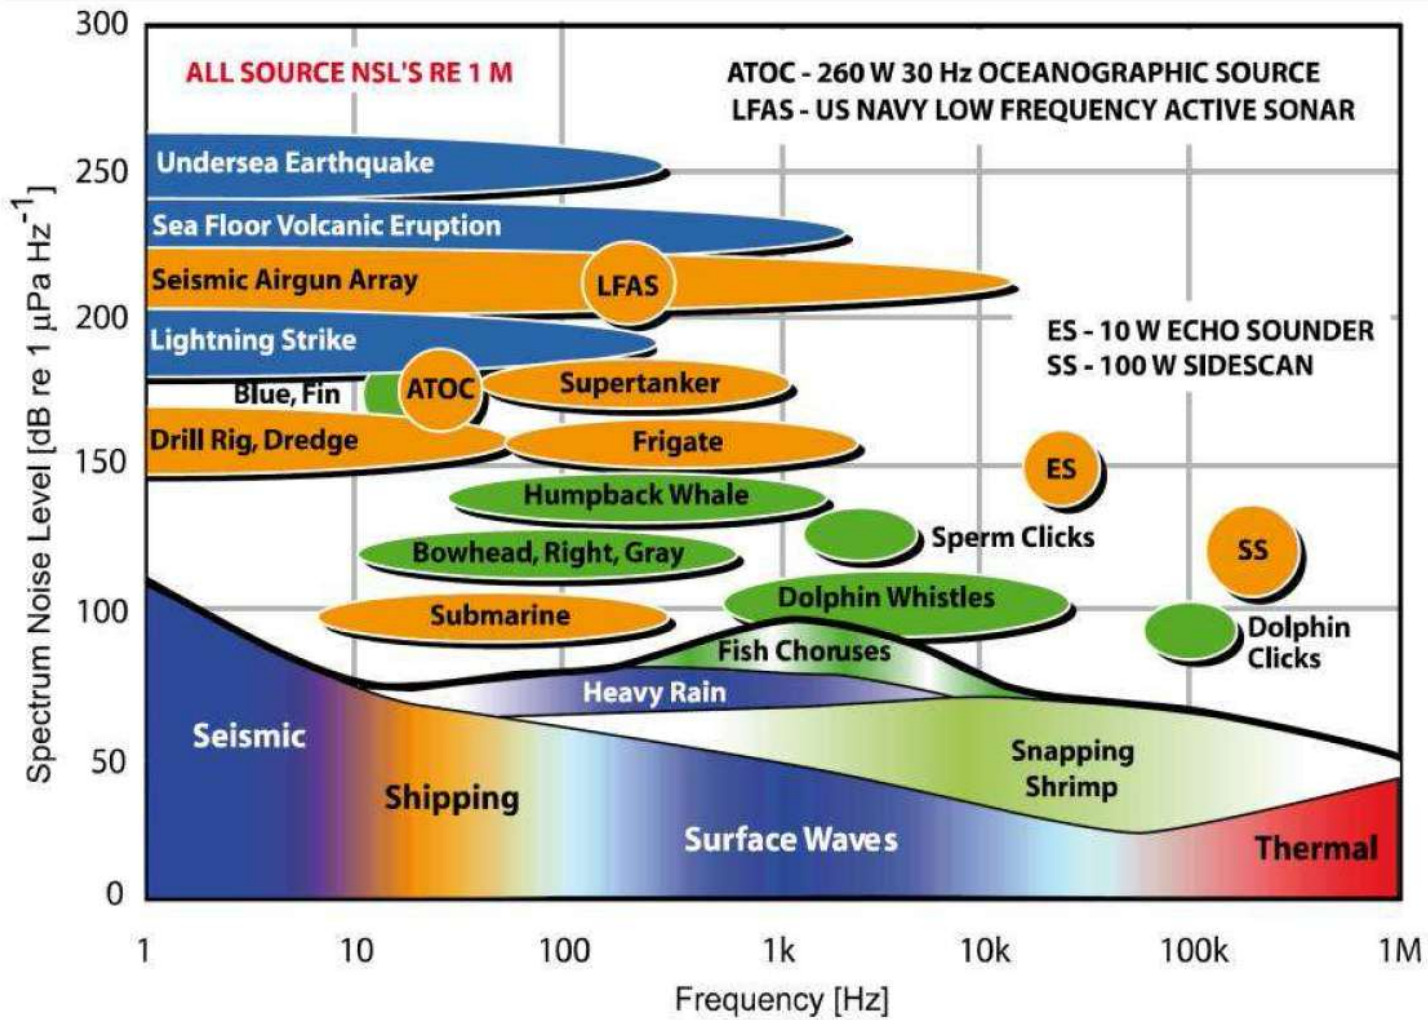 300
ALL SOURCE NSL'S RE 1 M
ATOC - 260 W 30 Hz OCEANOGRAPHIC SOURCE
LFAS - US NAVY LOW FREQUENCY ACTIVE SONAR
Undersea Earthquake
250
Sea Floor Volcanic Eruption
Seismic Airgun Array
LFAS
200
ES - 10 W ECHO SOUNDER
SS - 100 W SIDESCAN
Lightning Strike
Blue, Fin
ATOC
Supertanker
Drill Rig, Dredge
Frigate
150
ES
Humpback Whale
Sperm Clicks
Bowhead, Right, Gray
SS
Dolphin Whistles
100
Submarine
Dolphin
Clicks
Fish Choruses
Heavy Rain
Seismic
50
Snapping
Shrimp
Shipping
Surface Waves
Thermal
0
1 10 100 1k 10k 100k 1M
Frequency [Hz]
Spectrum Noise Level [dB re 1 µPa Hz⁻¹]